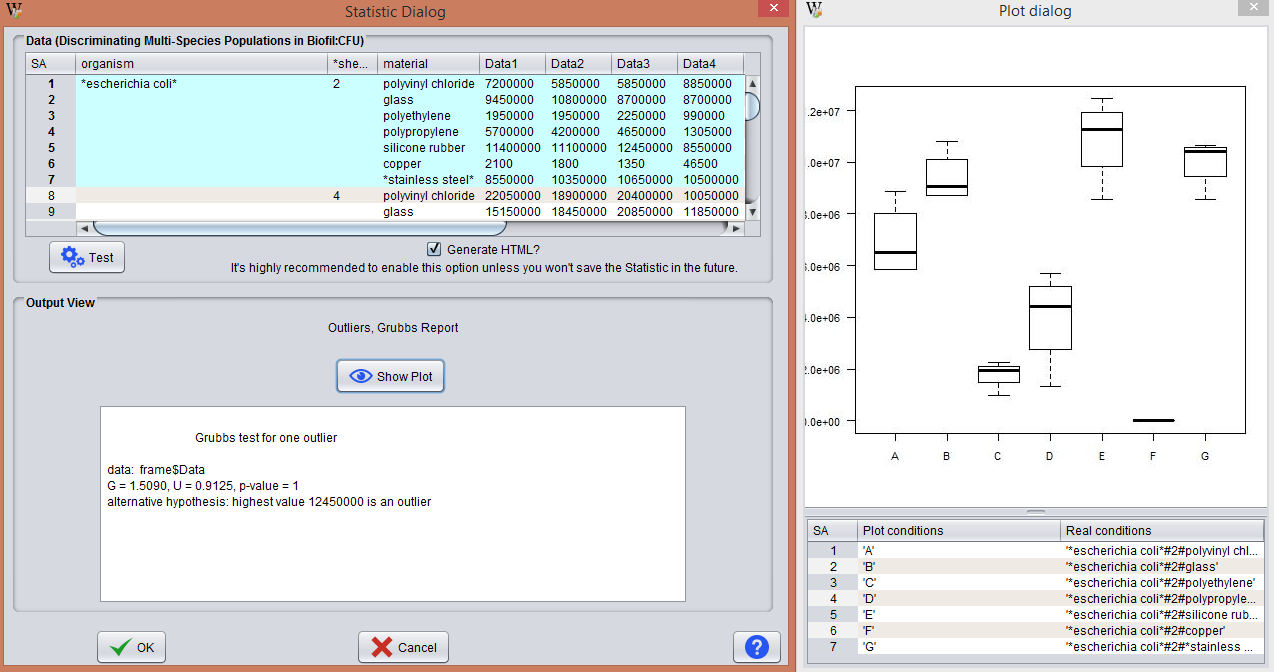 Statistic Dialog
Data (Discriminating Multi-Species Populations in Biofil:CFU)
SA organism *she... material Data1 Data2 Data3 Data4
1 *escherichia coli* 2 polyvinyl chloride 7200000 5850000 5850000 8850000
2 glass 9450000 10800000 8700000 8700000
3 polyethylene 1950000 1950000 2250000 990000
4 polypropylene 5700000 4200000 4650000 1305000
5 silicone rubber 11400000 11100000 12450000 8550000
6 copper 2100 1800 1350 46500
7 *stainless steel* 8550000 10350000 10650000 10500000
8 4 polyvinyl chloride 22050000 18900000 20400000 10050000
9 glass 15150000 18450000 20850000 11850000
Test
Generate HTML?
It's highly recommended to enable this option unless you won't save the Statistic in the future.
Output View
Outliers, Grubbs Report
Show Plot
Grubbs test for one outlier
data: frame$Data
G = 1.5090, U = 0.9125, p-value = 1
alternative hypothesis: highest value 12450000 is an outlier
OK
Cancel
?
Plot dialog
.2e+07
.0e+07
8.0e+06
6.0e+06
4.0e+06
2.0e+06
0.0e+00
A B C D E F G
SA Plot conditions Real conditions
1 'A' '*escherichia coli*#2#polyvinyl chl...
2 'B' '*escherichia coli*#2#glass'
3 'C' '*escherichia coli*#2#polyethylene'
4 'D' '*escherichia coli*#2#polypropyle...
5 'E' '*escherichia coli*#2#silicone rub...
6 'F' '*escherichia coli*#2#copper'
7 'G' '*escherichia coli*#2#*stainless ...